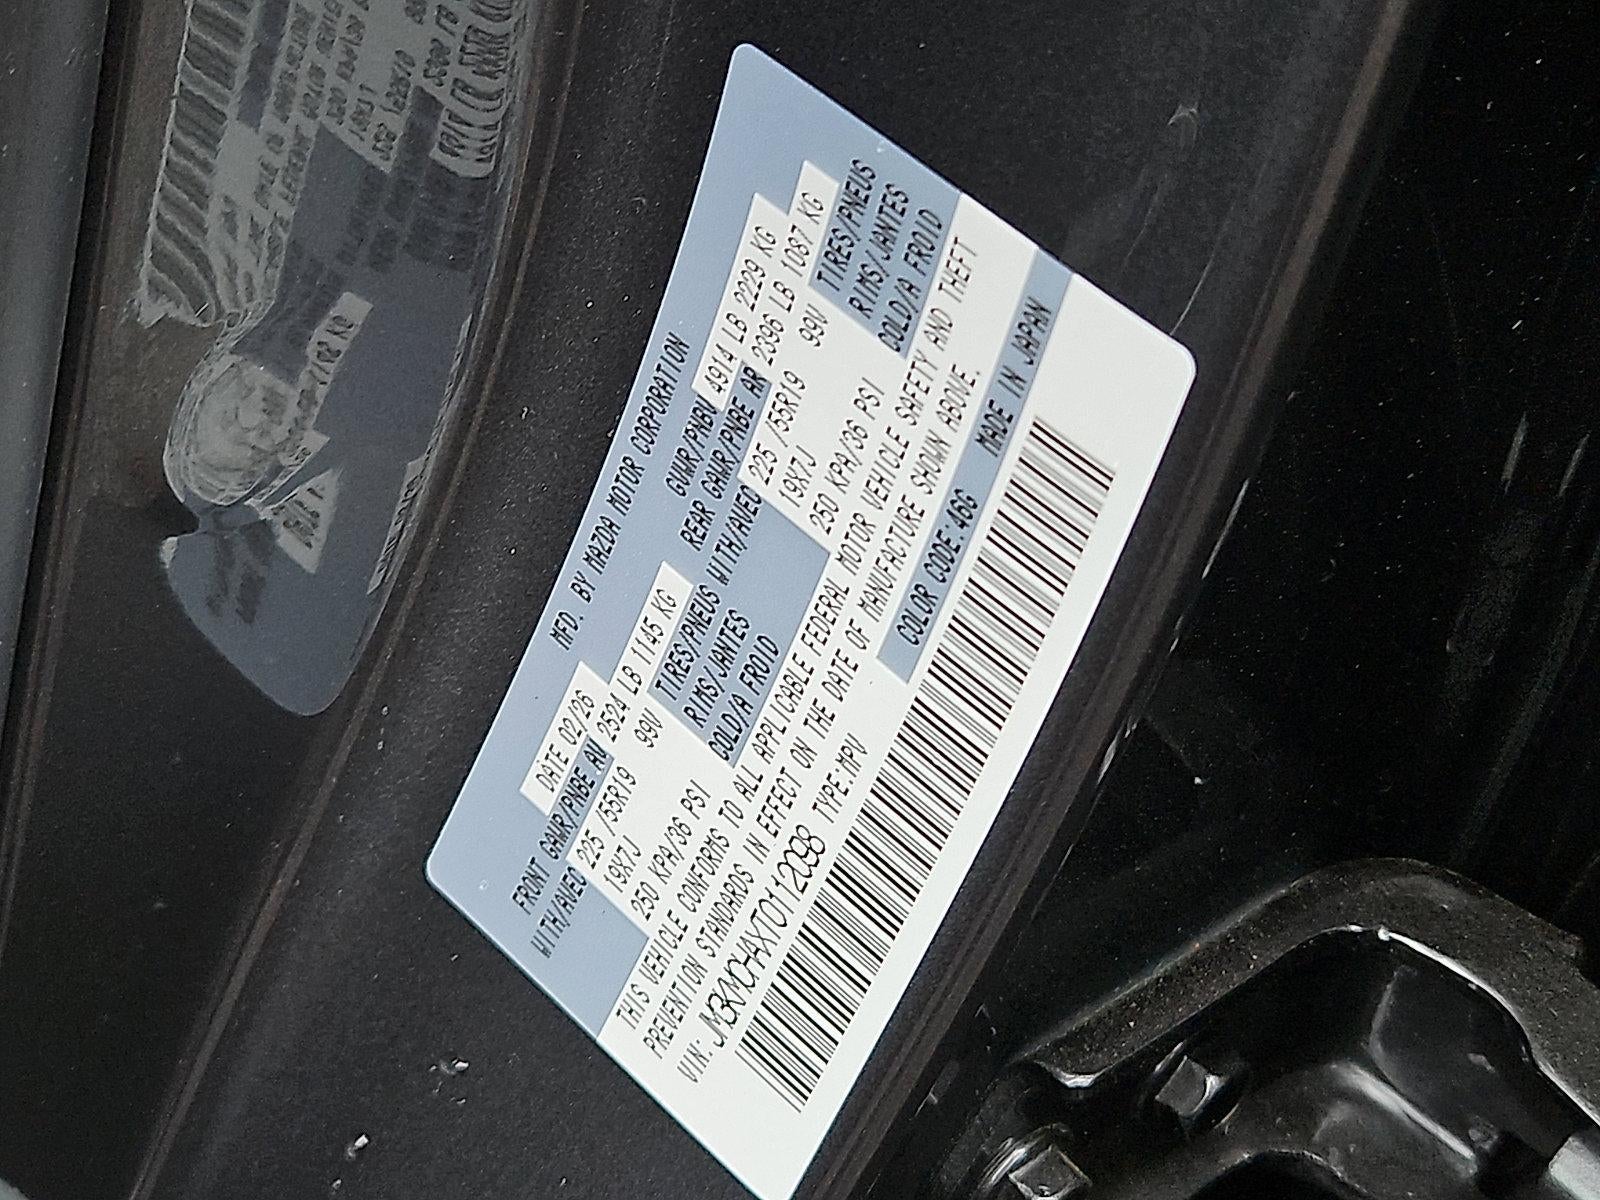 MFD. BY MAZDA MOTOR CORPORATION
DATE 02/26 GVWR/PNBV 4914 LB 2229 KG
FRONT GAWR/PNBE AV 2524 LB 1145 KG REAR GAWR/PNBE AR 2396 LB 1087 KG
WITH/AVEC 225 /55R19 99V TIRES/PNEUS WITH/AVEC 225 /55R19 99V TIRES/PNEUS
19X7J RIMS/JANTES 19X7J RIMS/JANTES
250 KPA/36 PSI COLD/A FROID 250 KPA/36 PSI COLD/A FROID
THIS VEHICLE CONFORMS TO ALL APPLICABLE FEDERAL MOTOR VEHICLE SAFETY AND THEFT
PREVENTION STANDARDS IN EFFECT ON THE DATE OF MANUFACTURE SHOWN ABOVE.
VIN: JM3KMCHAXT0112098 TYPE:MPV COLOR CODE:46G MADE IN JAPAN